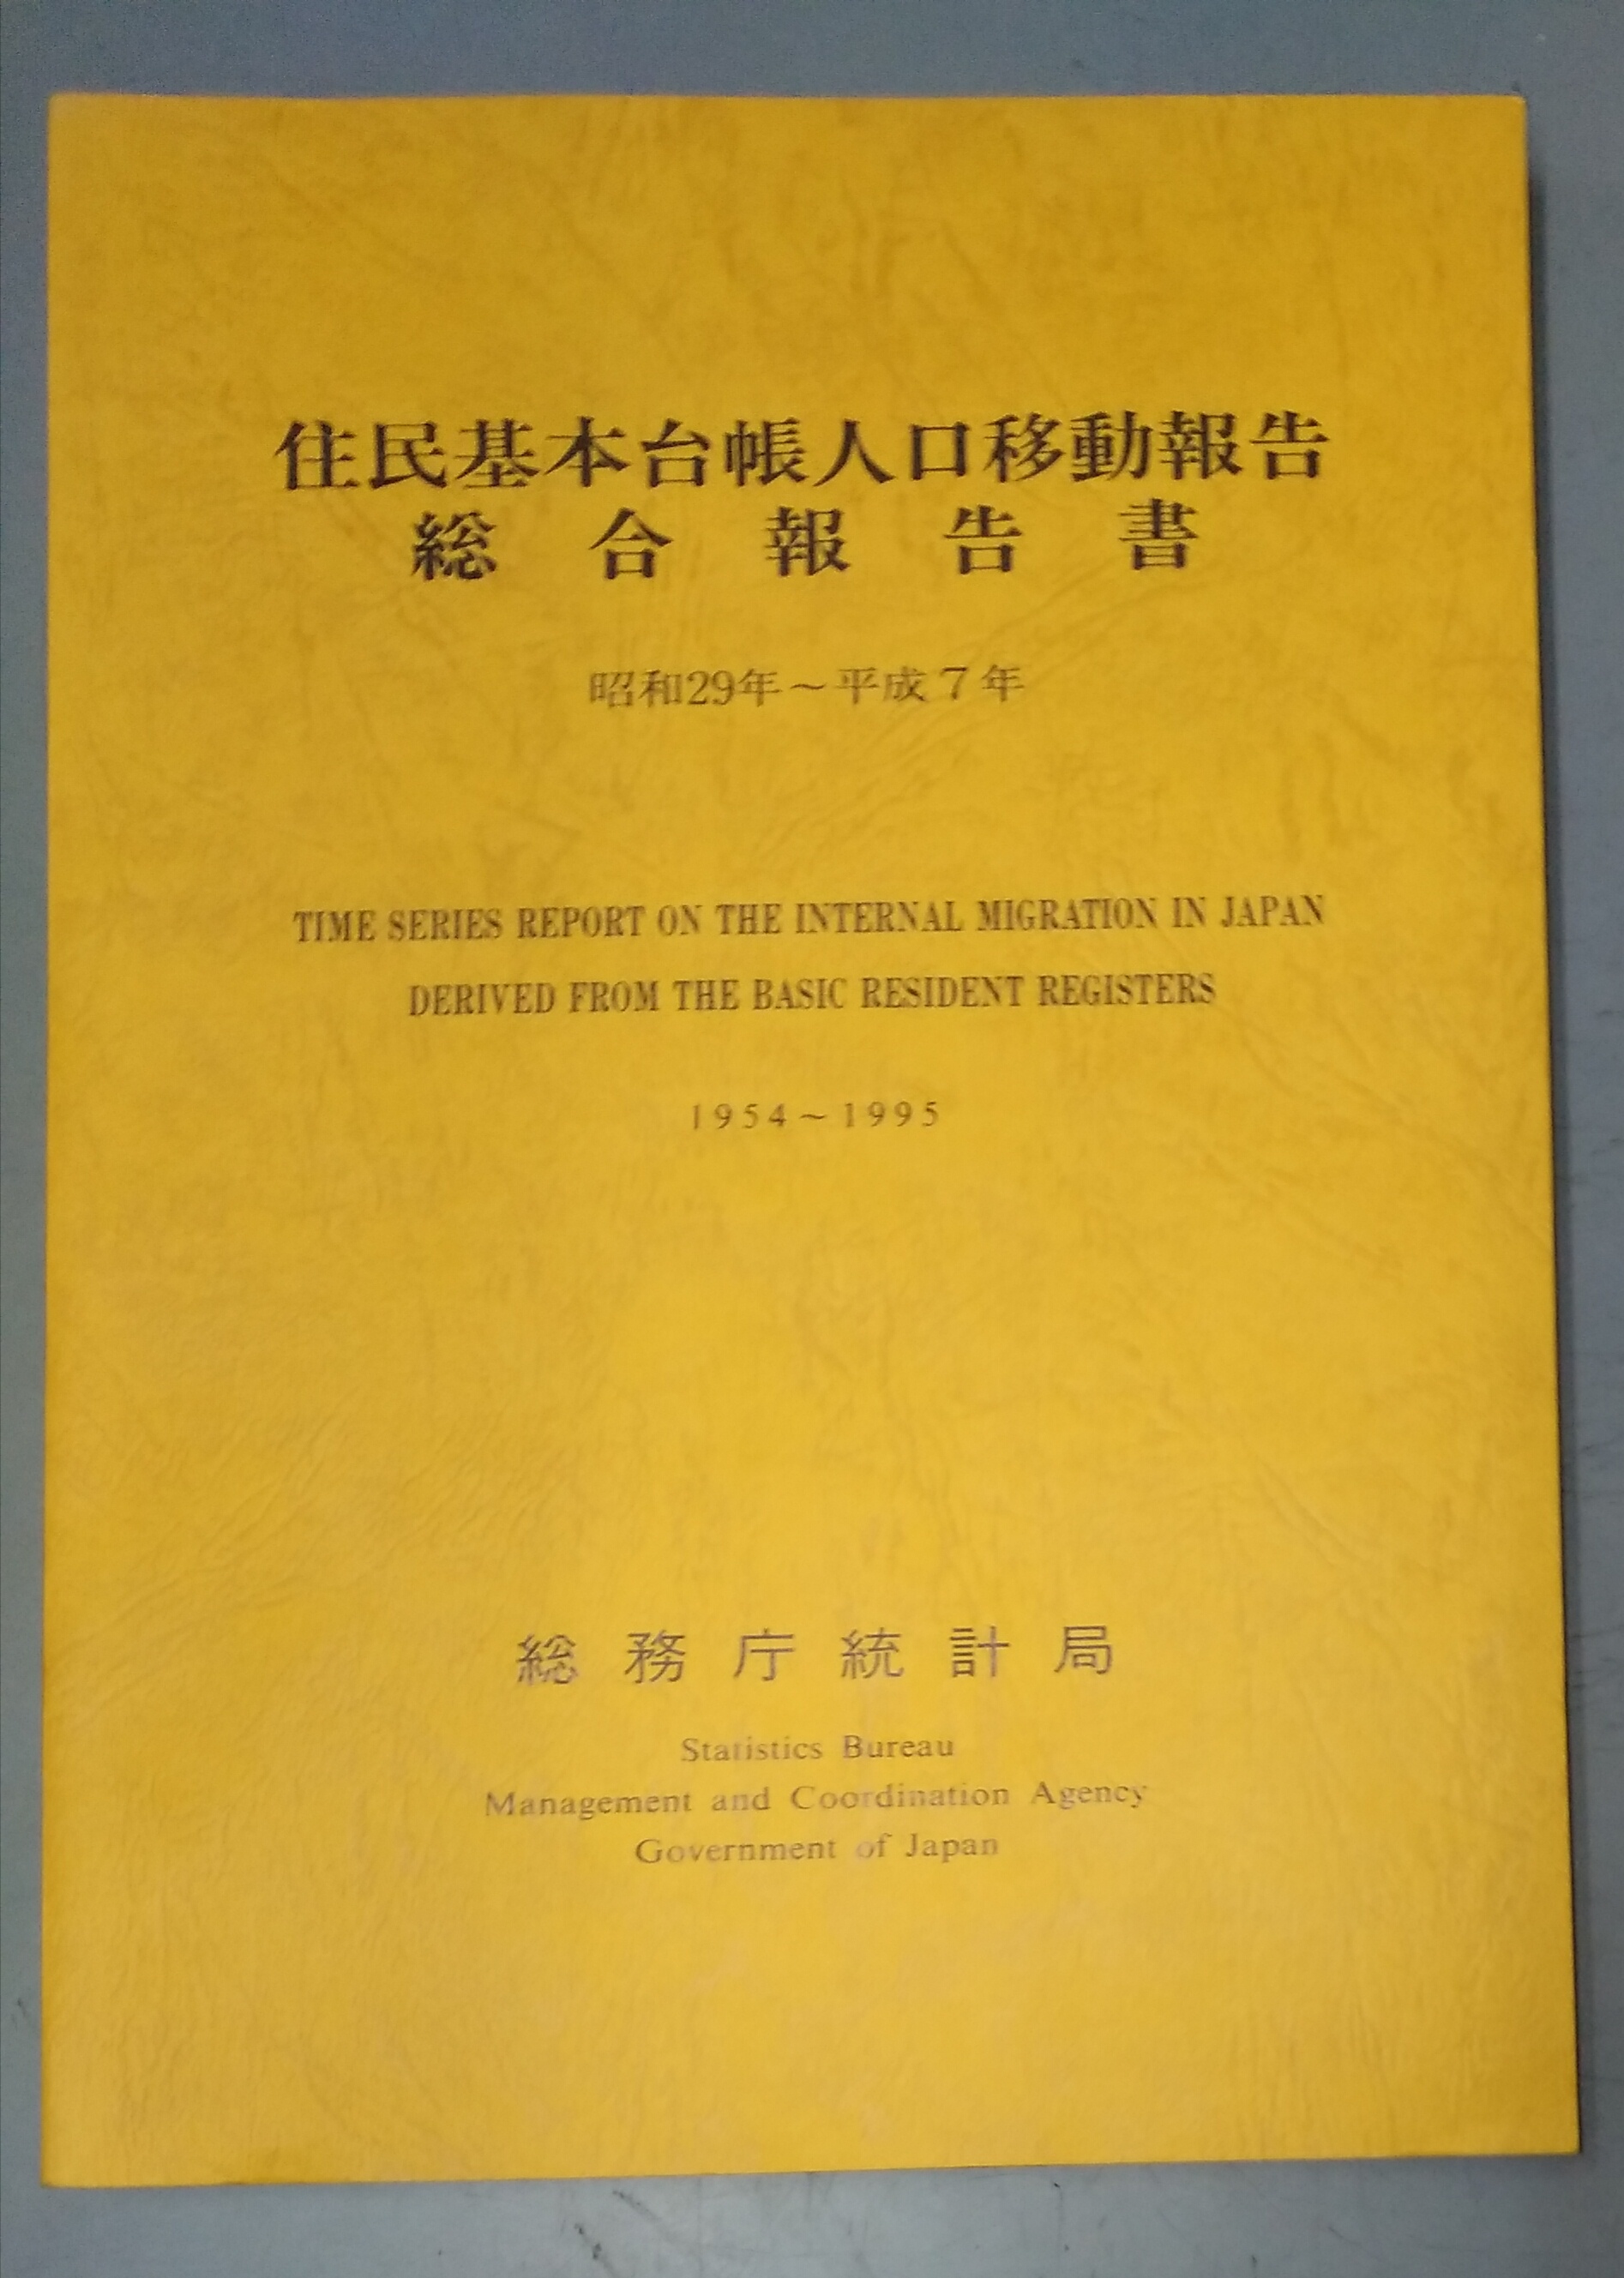 住民基本台帳人口移動報告
総合報告書
昭和29年～平成7年
TIME SERIES REPORT ON THE INTERNAL MIGRATION IN JAPAN
DERIVED FROM THE BASIC RESIDENT REGISTERS
1954～1995
総務庁統計局
Statistics Bureau
Management and Coordination Agency
Government of Japan